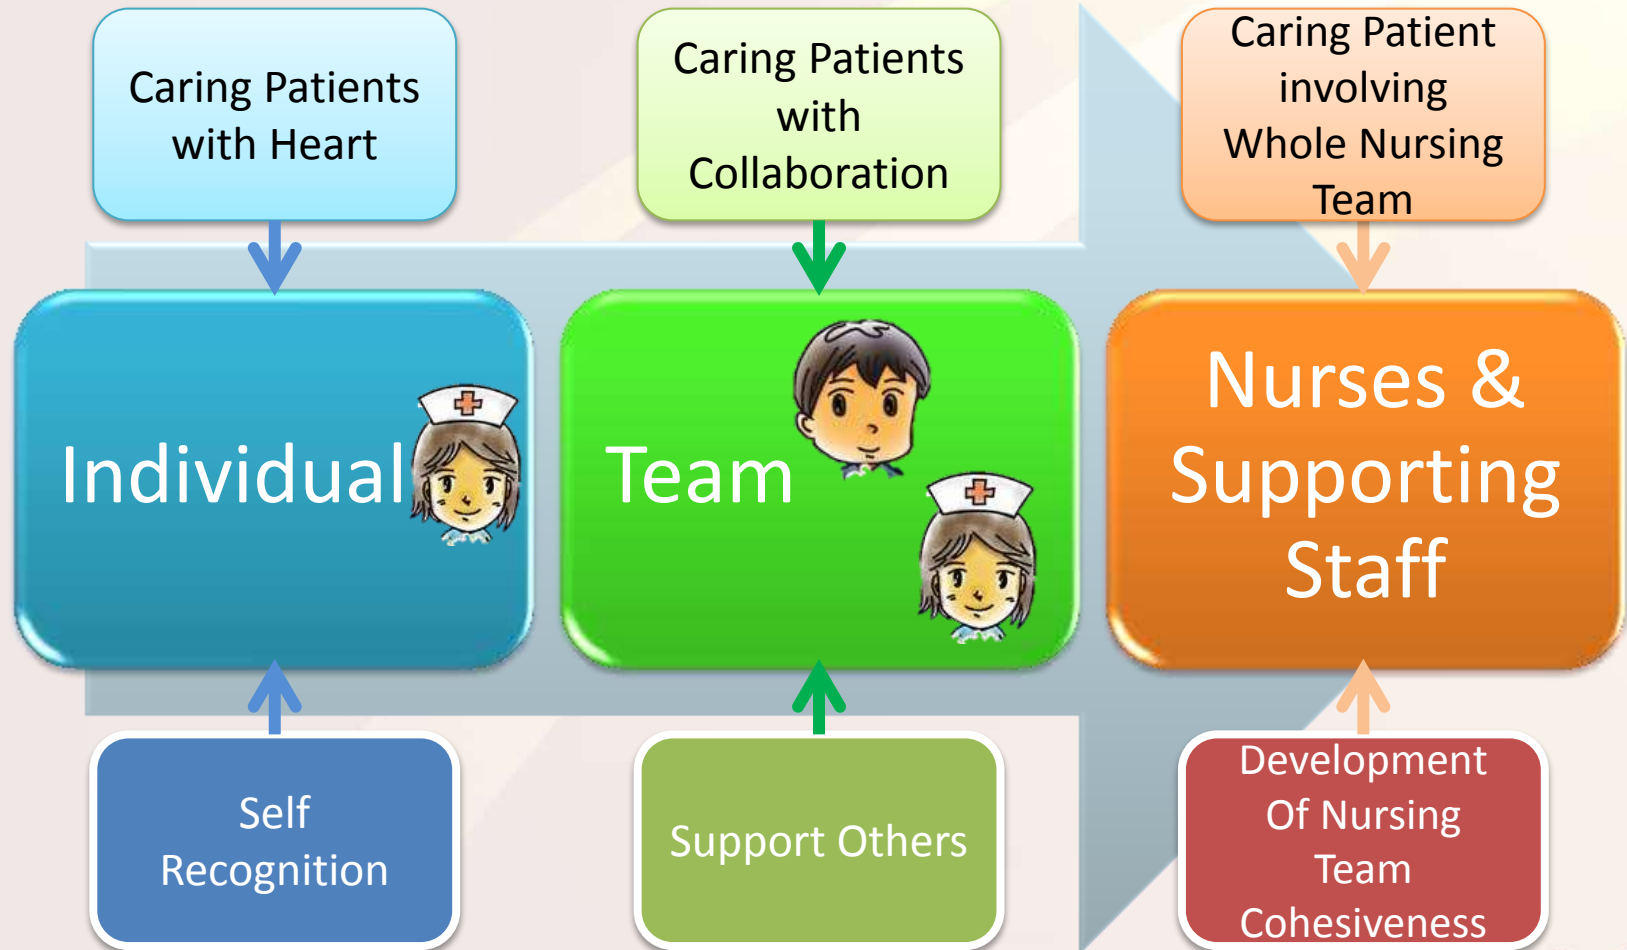 Caring Patients
with Heart
Caring Patients
with
Collaboration
Caring Patient
involving
Whole Nursing
Team
Individual
Team
Nurses &
Supporting
Staff
Self
Recognition
Support Others
Development
Of Nursing
Team
Cohesiveness